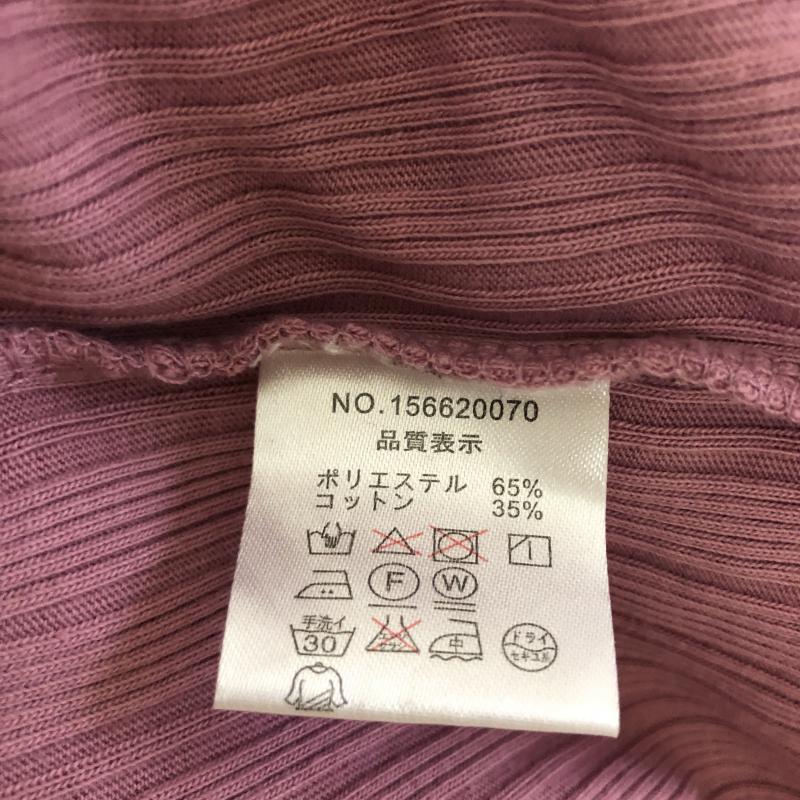 NO.156620070
品質表示
ポリエステル 65%
コットン 35%
F W
手洗イ
30 中 ドライ
セキユ系